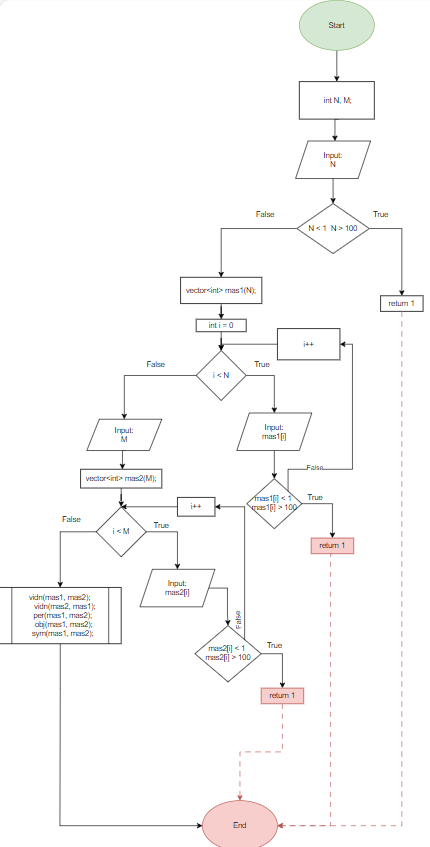 Start
int N, M;
Input:
N
False
True
N < 1 N > 100
vector<int> mas1(N);
return 1
int i = 0
i++
False
True
i < N
Input:
M
Input:
mas1[i]
False
vector<int> mas2(M);
mas1[i] < 1
mas1[i] > 100
True
i++
False
True
i < M
return 1
Input:
mas2[i]
vidn(mas1, mas2);
vidn(mas2, mas1);
per(mas1, mas2);
obj(mas1, mas2);
sym(mas1, mas2);
False
True
mas2[i] < 1
mas2[i] > 100
return 1
End